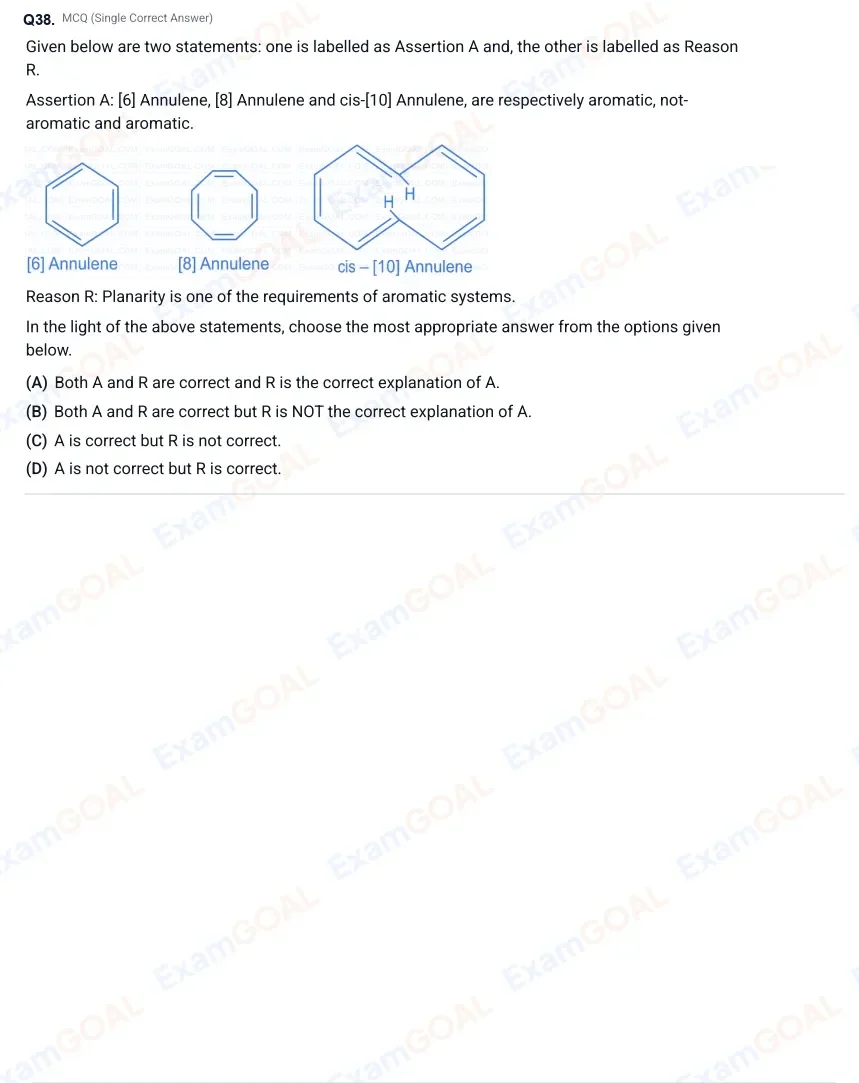 Q38. MCQ (Single Correct Answer)
Given below are two statements: one is labelled as Assertion A and, the other is labelled as Reason
R.
Assertion A: [6] Annulene, [8] Annulene and cis-[10] Annulene, are respectively aromatic, not-
aromatic and aromatic.
H
H
[6] Annulene [8] Annulene cis – [10] Annulene
Reason R: Planarity is one of the requirements of aromatic systems.
In the light of the above statements, choose the most appropriate answer from the options given
below.
(A) Both A and R are correct and R is the correct explanation of A.
(B) Both A and R are correct but R is NOT the correct explanation of A.
(C) A is correct but R is not correct.
(D) A is not correct but R is correct.
ExamGOAL